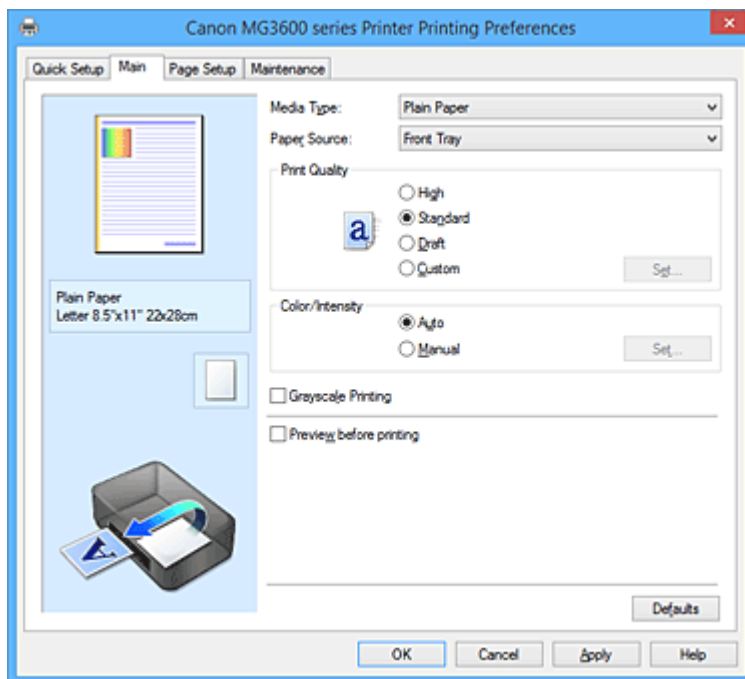 Canon MG3600 series Printer Printing Preferences
Quick Setup Main Page Setup Maintenance
Media Type: Plain Paper
Paper Source: Front Tray
Print Quality
High
a Standard
Draft
Custom Set...
Plain Paper
Letter 8.5"x11" 22x28cm
Color/Intensity
Auto
Manual Set...
Grayscale Printing
Preview before printing
A
Defaults
OK Cancel Apply Help